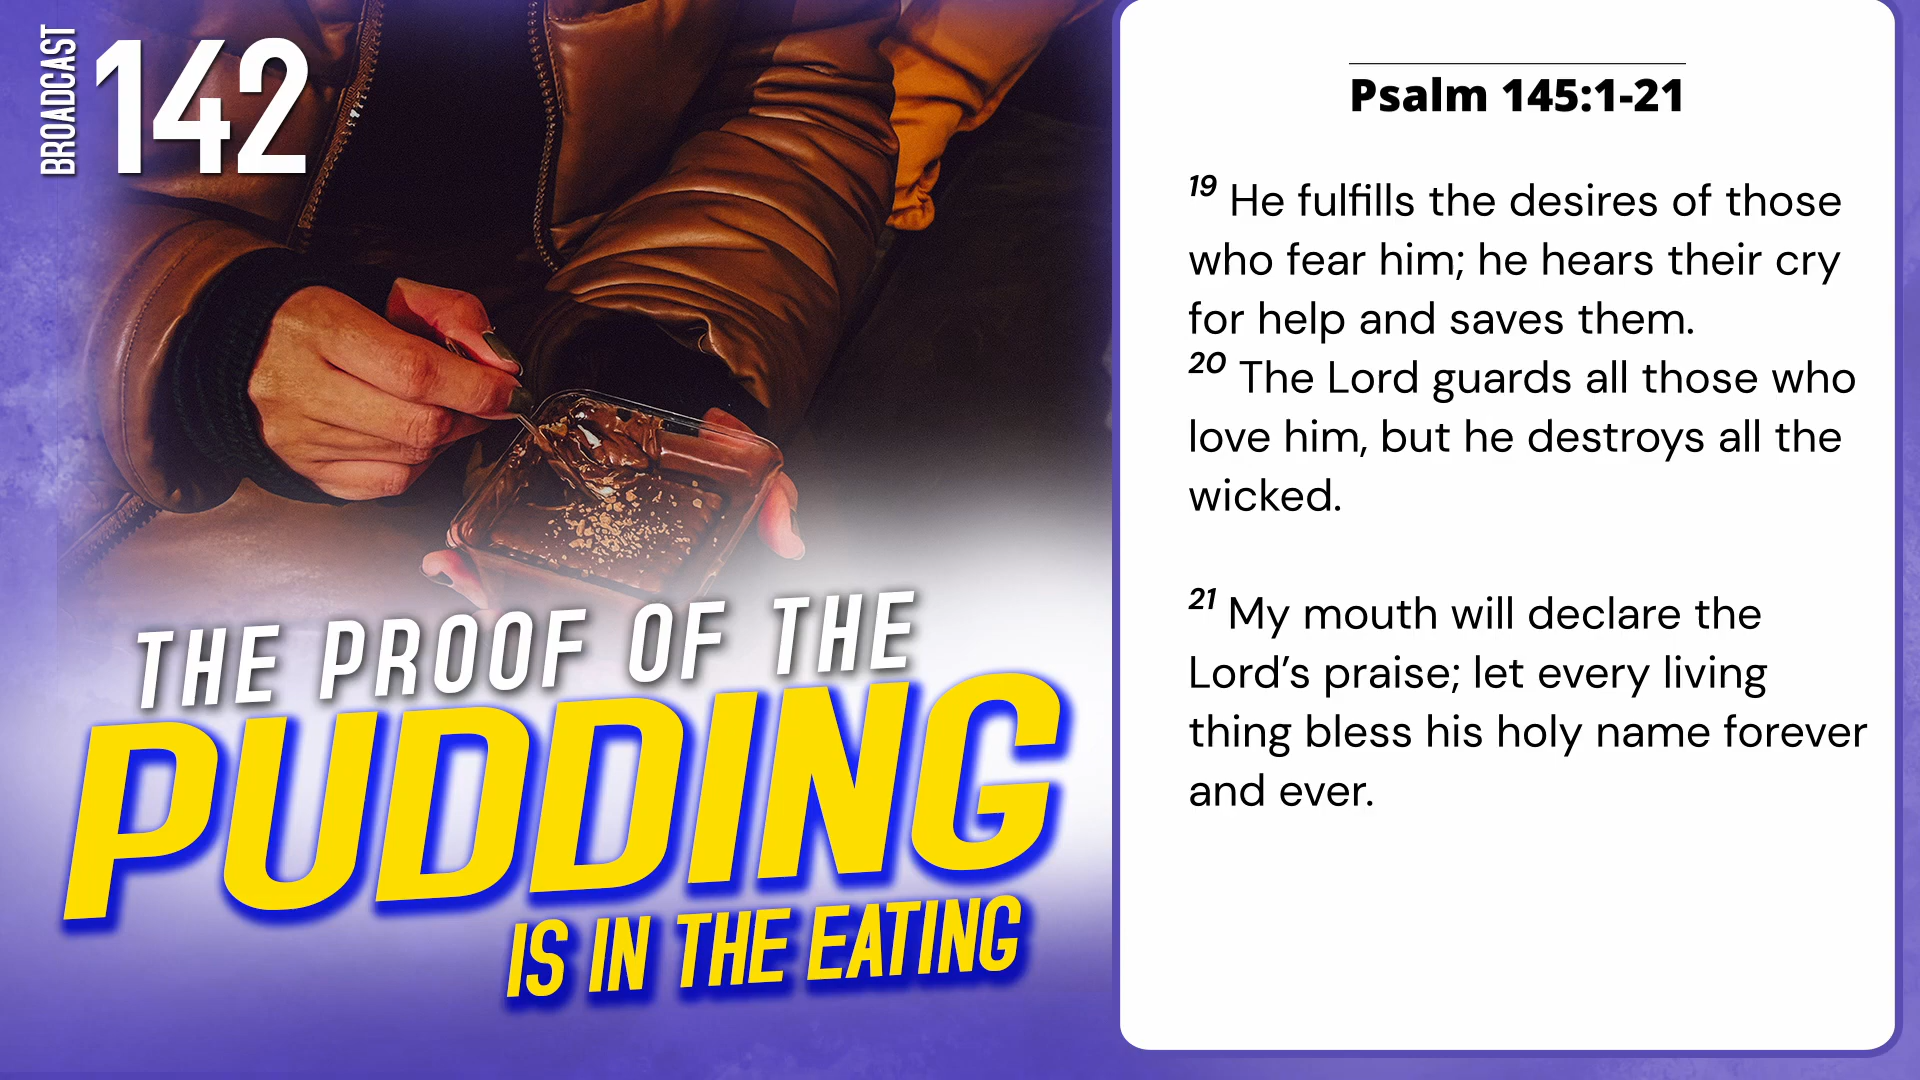 BROADCAST
142
THE PROOF OF THE
PUDDING
IS IN THE EATING
Psalm 145:1-21
19 He fulfills the desires of those
who fear him; he hears their cry
for help and saves them.
20 The Lord guards all those who
love him, but he destroys all the
wicked.
21 My mouth will declare the
Lord’s praise; let every living
thing bless his holy name forever
and ever.